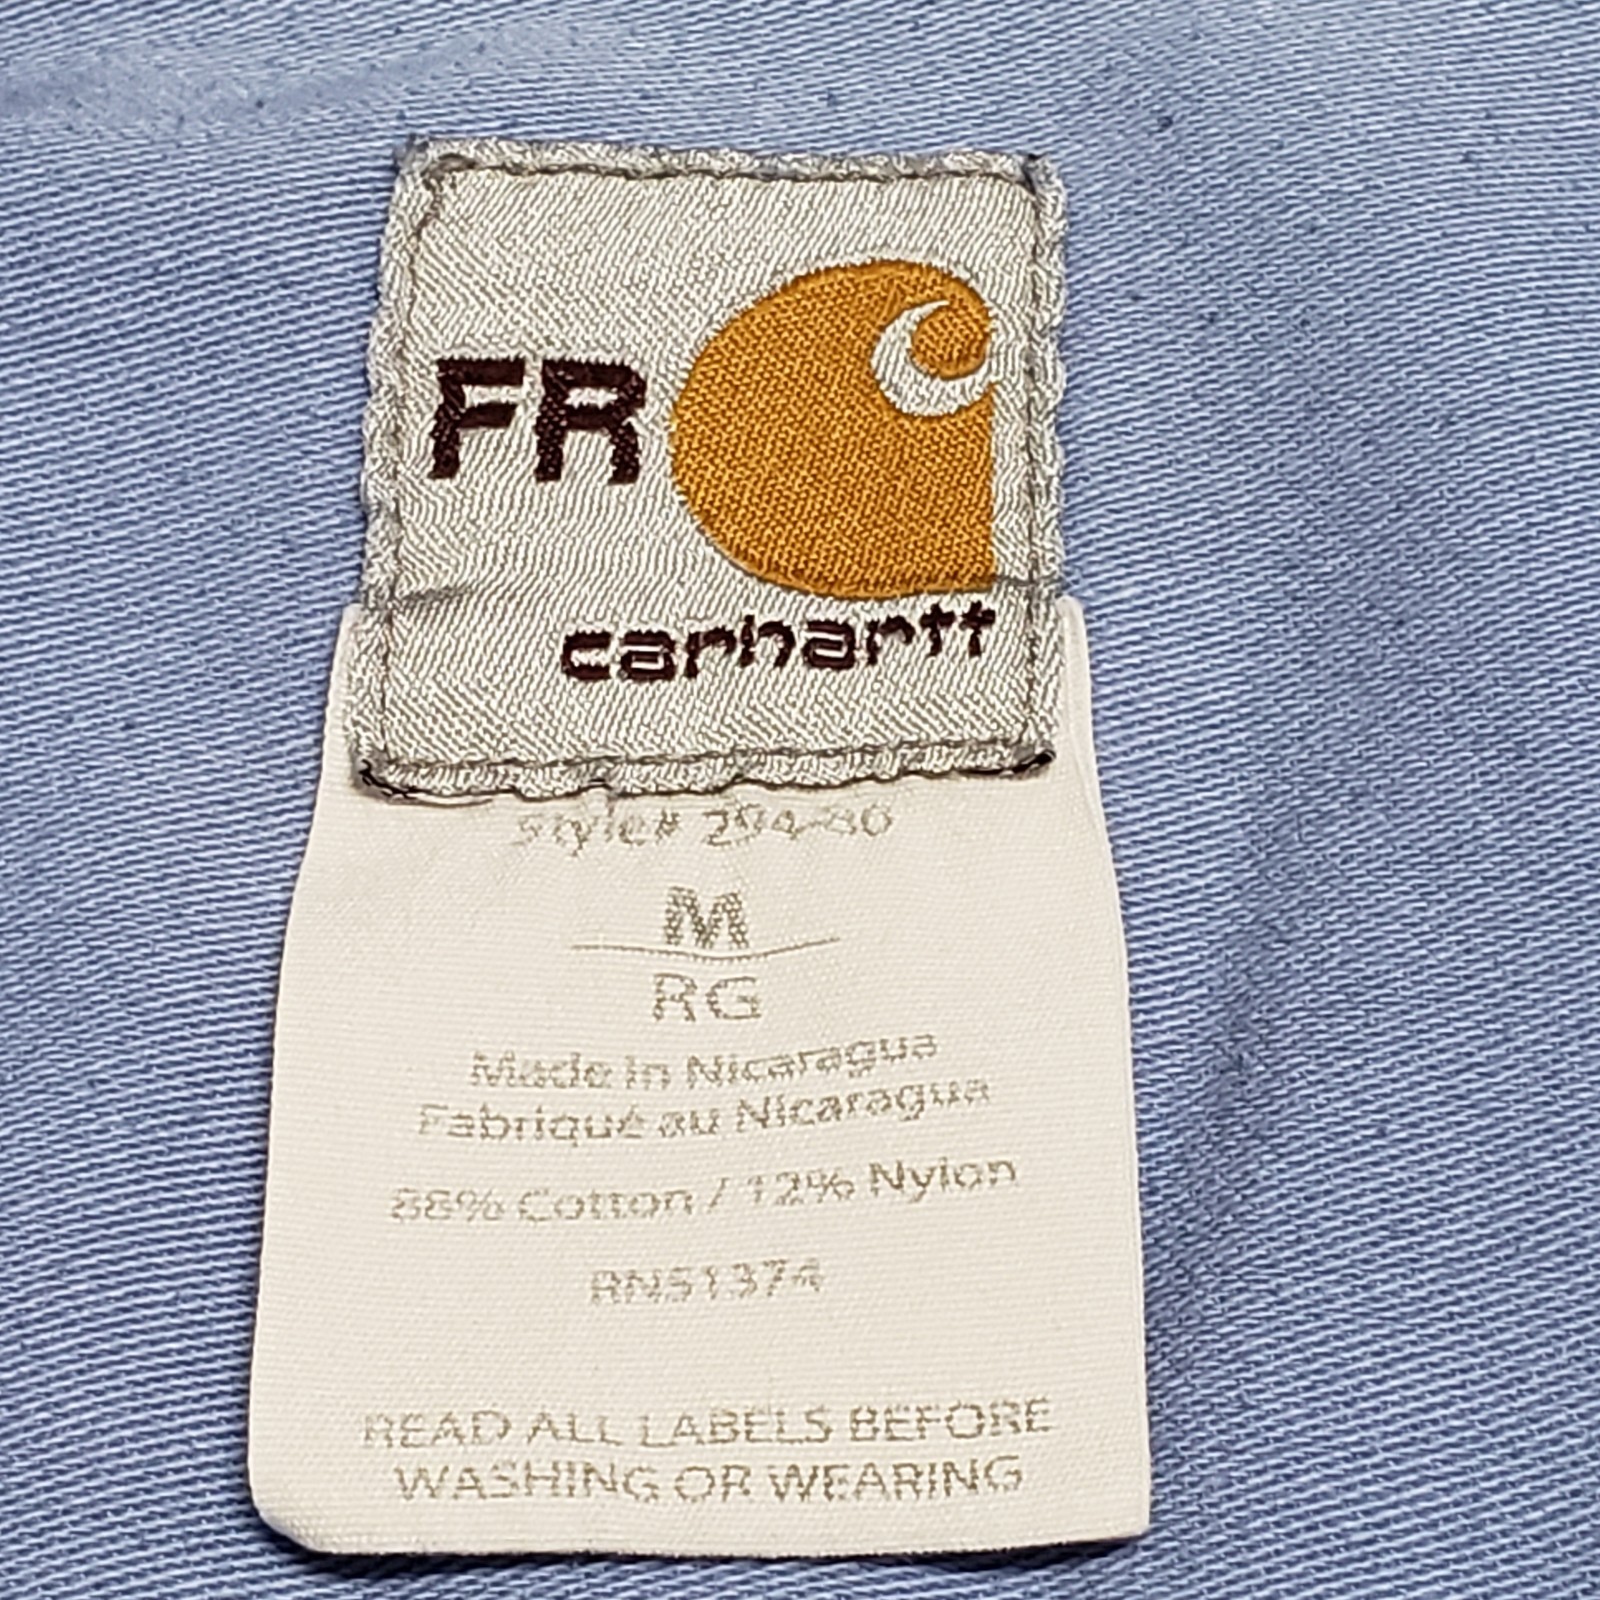 FR
carhartt
Style# 294-80
M
RG
Made in Nicaragua
Fabriqué au Nicaragua
88% Cotton / 12% Nylon
RN51374
READ ALL LABELS BEFORE
WASHING OR WEARING